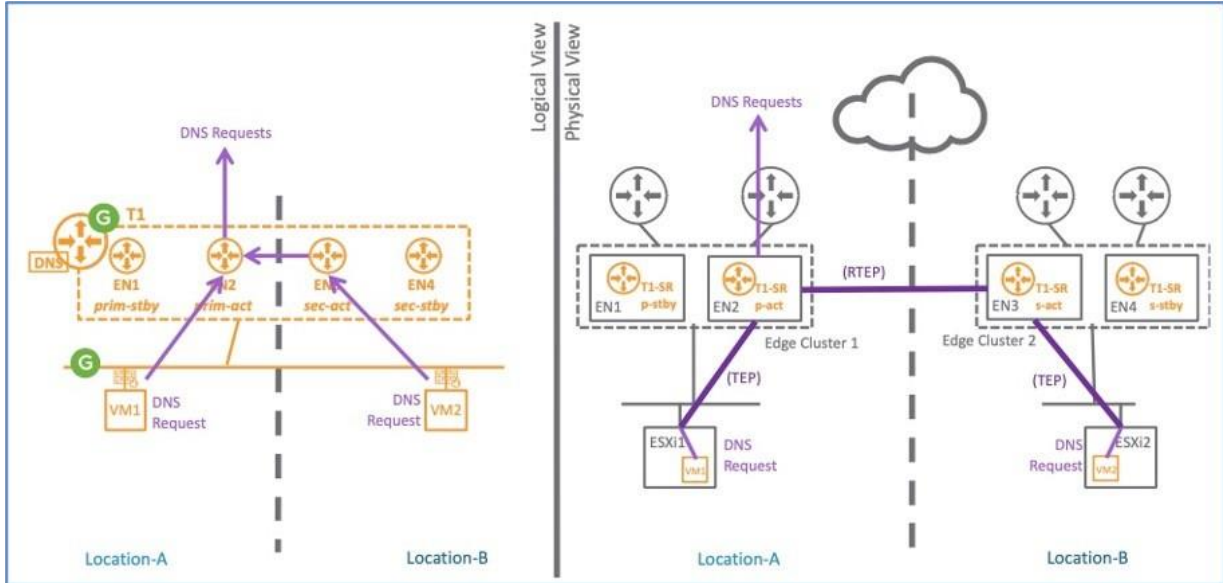 Logical View
Physical View
DNS Requests
DNS Requests
G
T1
DNS
EN1
N2
EN
EN4
prim-stby
prim-act
sec-act
sec-stby
G
VM1
DNS
Request
DNS
Request
VM2
Location-A
Location-B
T1-SR
p-stby
EN1
T1-SR
p-act
EN2
(RTEP)
T1-SR
s-act
EN3
T1-SR
s-stby
EN4
Edge Cluster 1
Edge Cluster 2
(TEP)
(TEP)
ESXi1
DNS
Request
VM1
DNS
Request
ESXi2
VM2
Location-A
Location-B